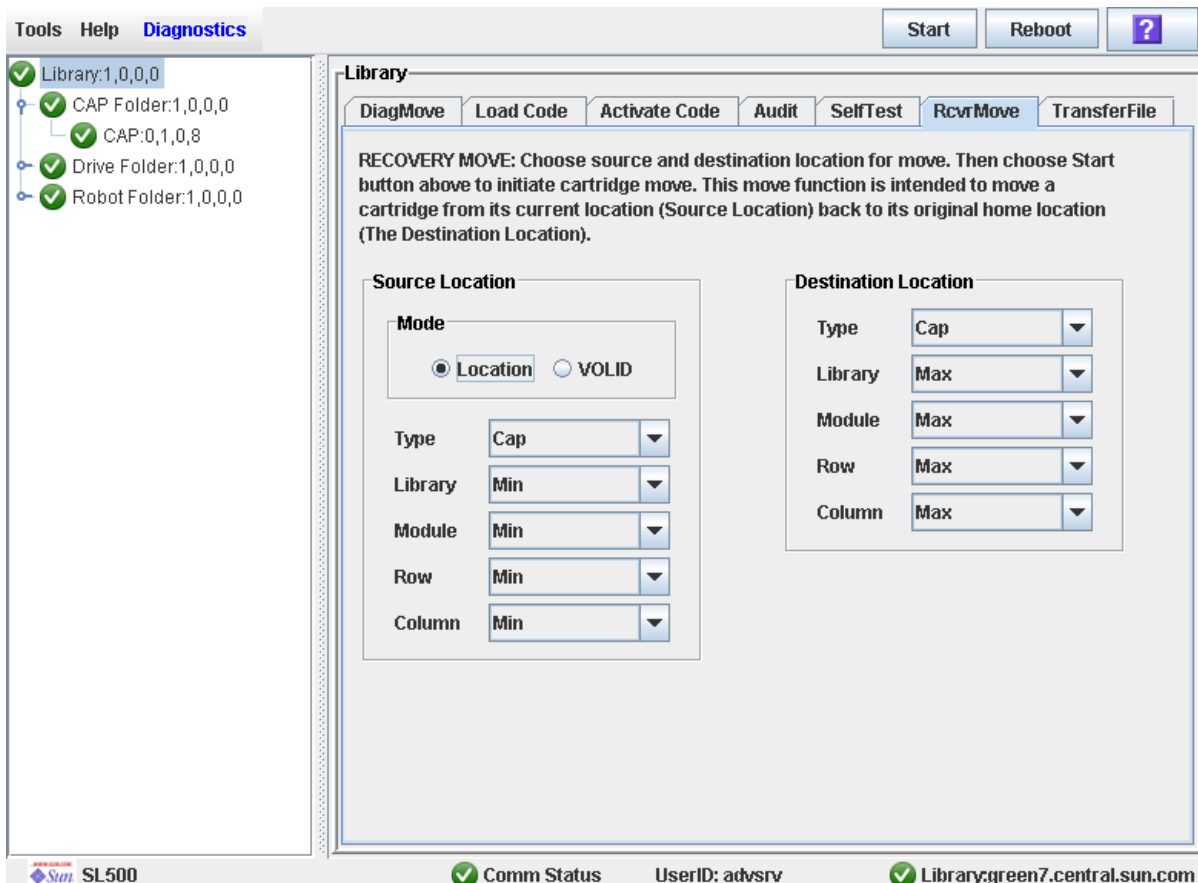 Tools Help Diagnostics
Start Reboot ?
Library:1,0,0,0
CAP Folder:1,0,0,0
CAP:0,1,0,8
Drive Folder:1,0,0,0
Robot Folder:1,0,0,0
Library
DiagMove Load Code Activate Code Audit SelfTest RcvrMove TransferFile
RECOVERY MOVE: Choose source and destination location for move. Then choose Start
button above to initiate cartridge move. This move function is intended to move a
cartridge from its current location (Source Location) back to its original home location
(The Destination Location).
Source Location
Mode
Location VOLID
Type Cap
Library Min
Module Min
Row Min
Column Min
Destination Location
Type Cap
Library Max
Module Max
Row Max
Column Max
Sun SL500 Comm Status UserID: advsrv Library:green7.central.sun.com